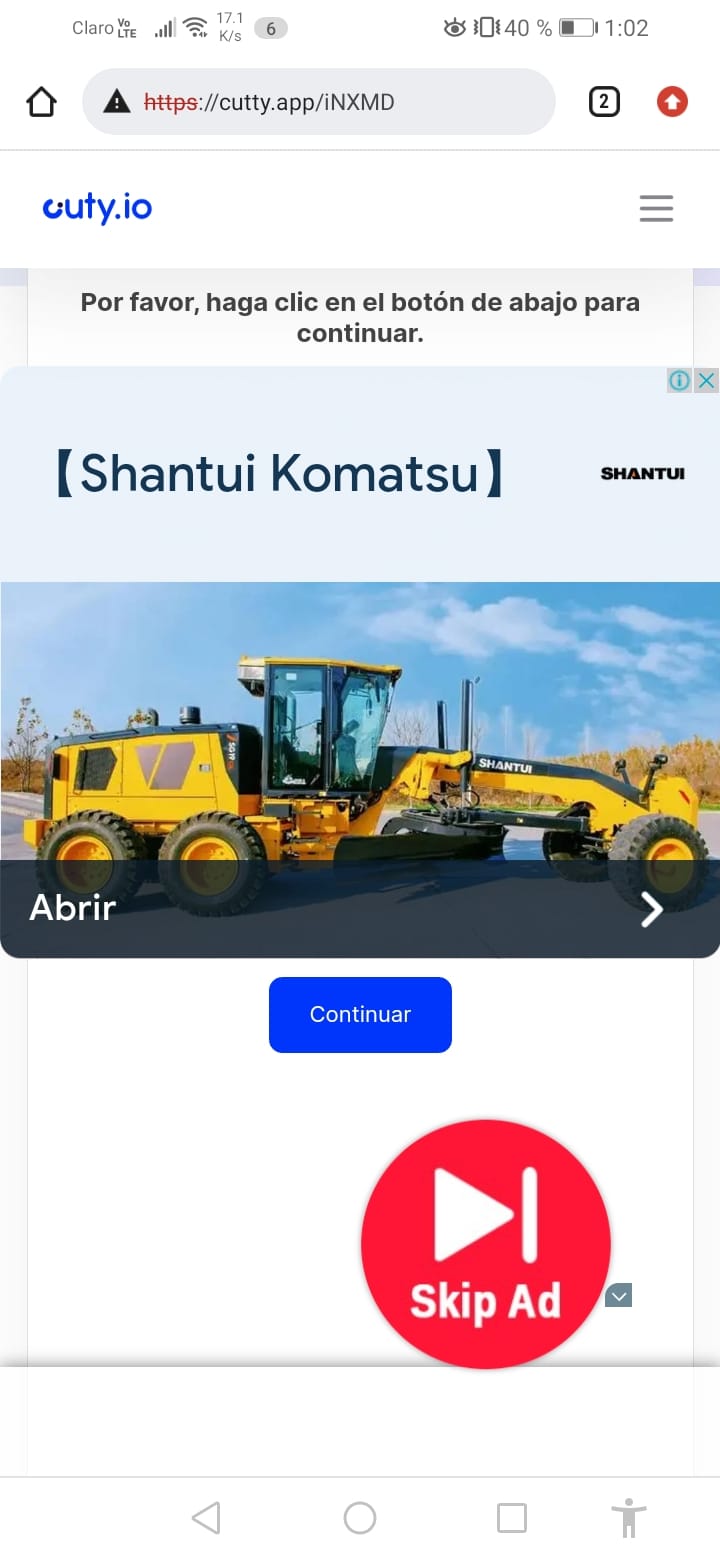 Claro Vo LTE 17.1 K/s 6 40 % 1:02
2
https://cutty.app/iNXMD
cuty.io
Por favor, haga clic en el botón de abajo para
continuar.
【Shantui Komatsu】
SHANTUI
SHANTUI
Abrir
Continuar
Skip Ad